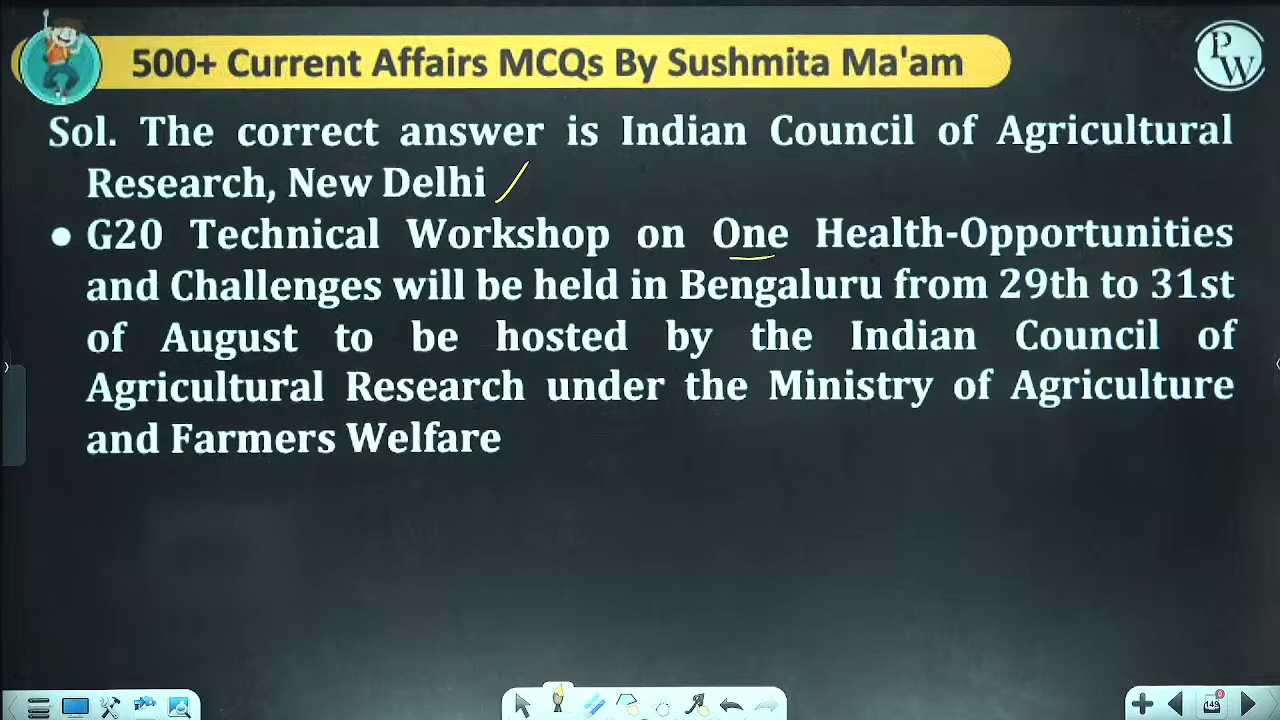 500+ Current Affairs MCQs By Sushmita Ma'am
PW
Sol. The correct answer is Indian Council of Agricultural
Research, New Delhi
• G20 Technical Workshop on One Health-Opportunities
and Challenges will be held in Bengaluru from 29th to 31st
of August to be hosted by the Indian Council of
Agricultural Research under the Ministry of Agriculture
and Farmers Welfare
0
149